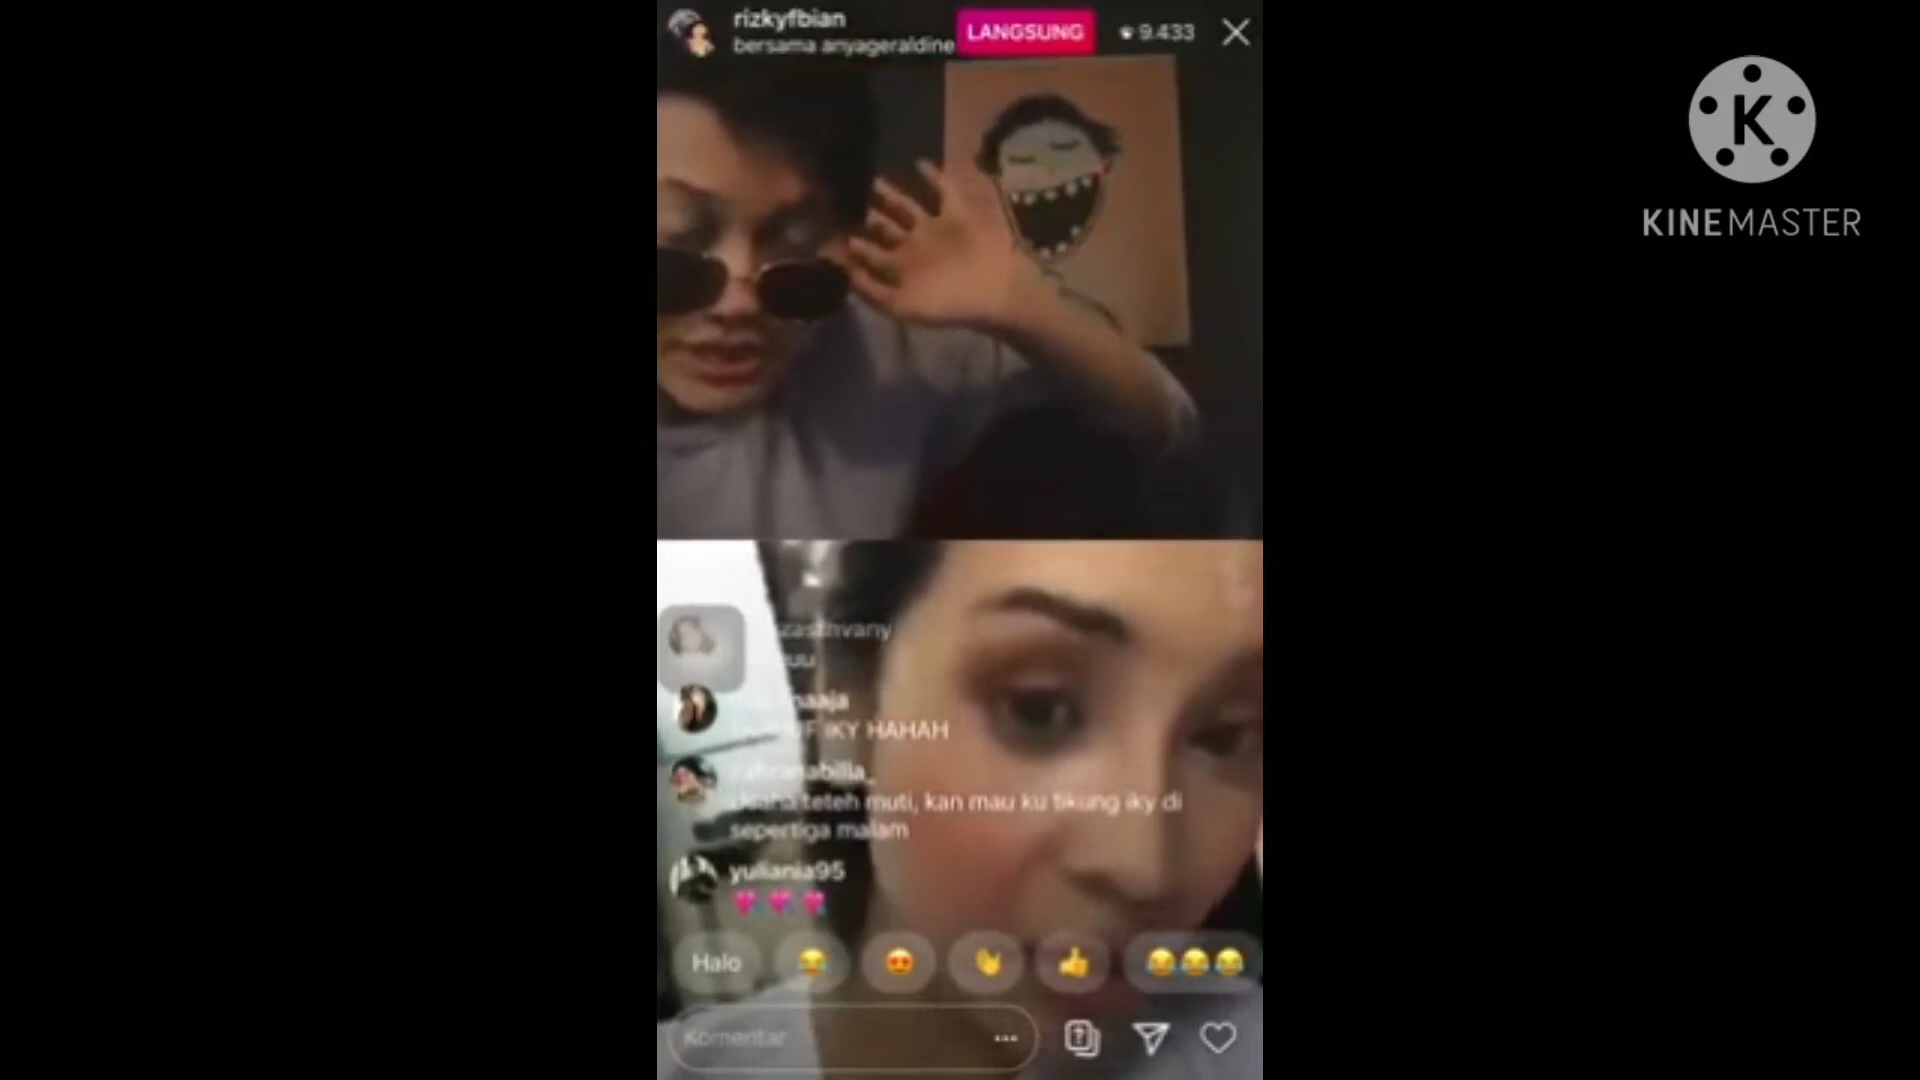 rizkyfbian
bersama anyageraldine
LANGSUNG
9.433
K
KINEMASTER
IKY HAHAH
teteh muti, kan mau ku tikung iky di
sepertiga malam
yuliania95
Halo
Komentar